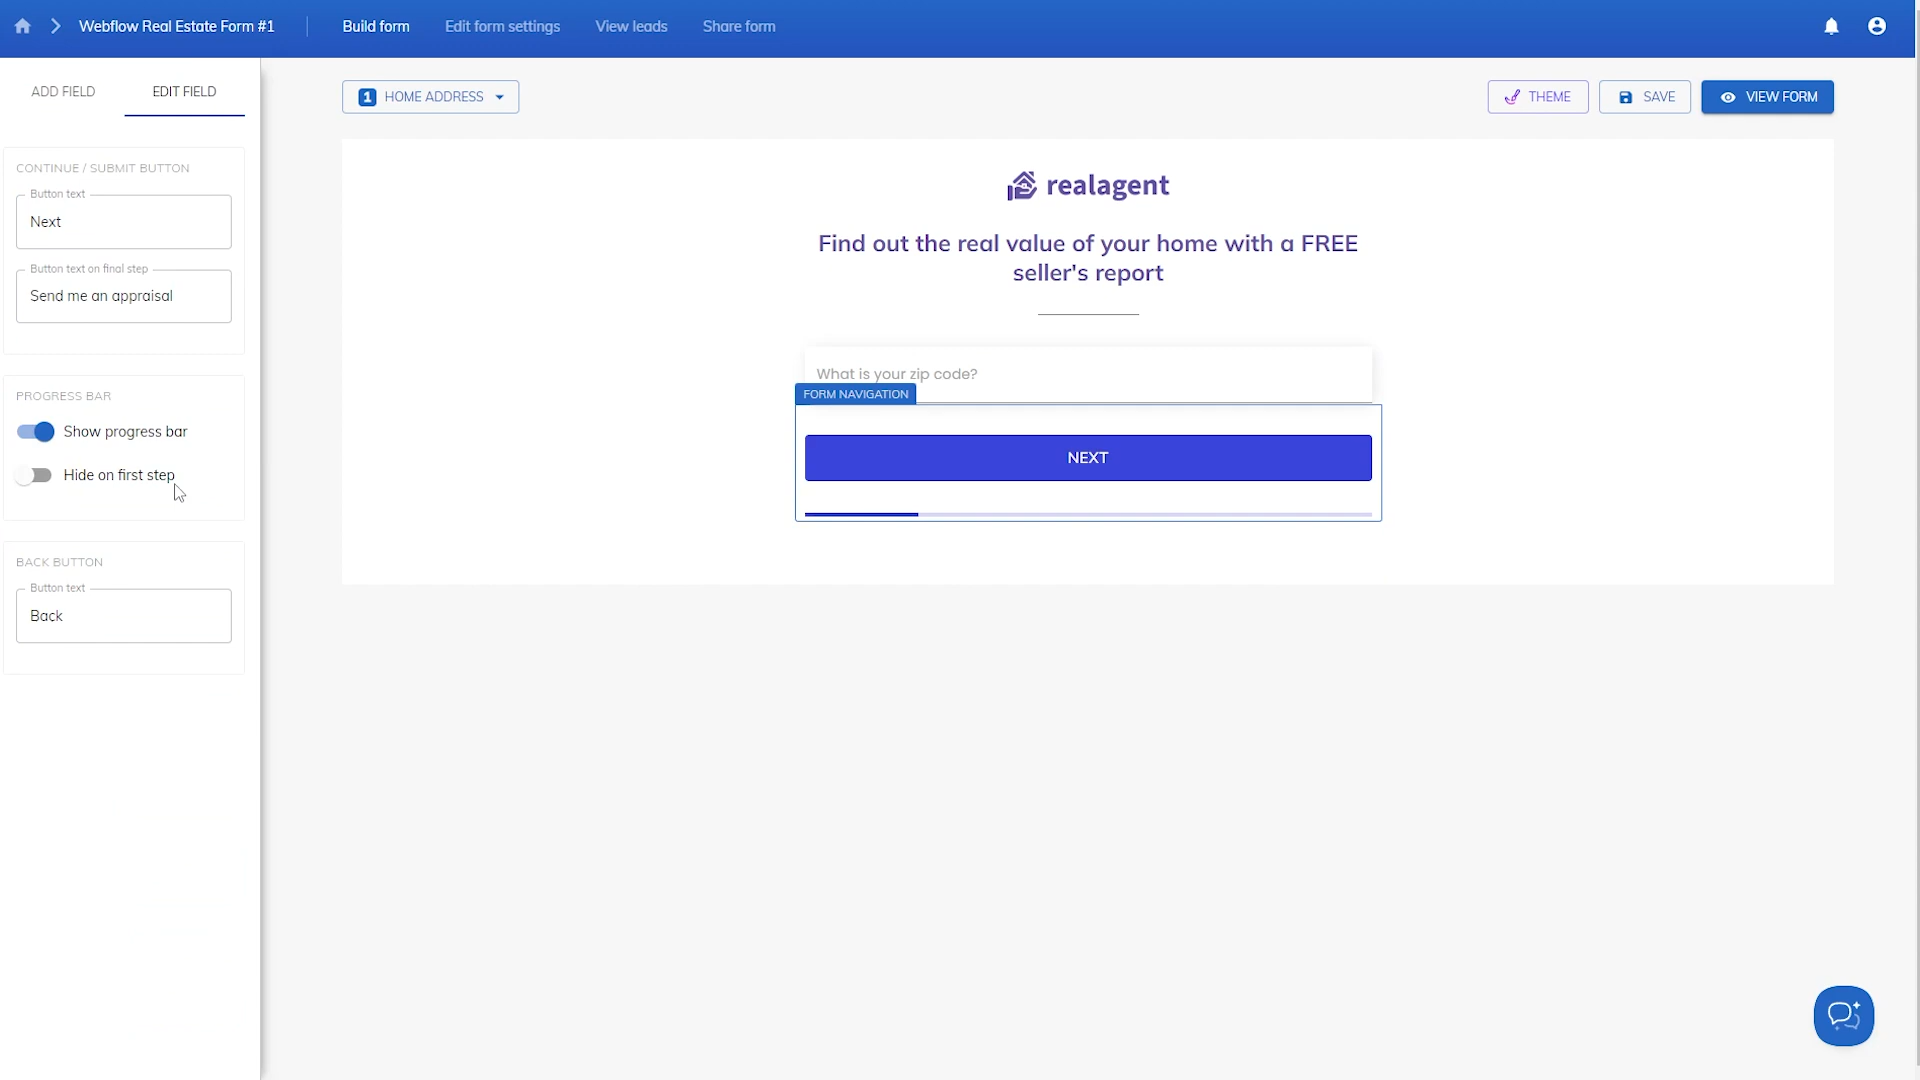 Webflow Real Estate Form #1
Build form
Edit form settings
View leads
Share form
ADD FIELD
EDIT FIELD
1 HOME ADDRESS
THEME
SAVE
VIEW FORM
CONTINUE / SUBMIT BUTTON
Button text
Next
Button text on final step
Send me an appraisal
PROGRESS BAR
Show progress bar
Hide on first step
BACK BUTTON
Button text
Back
realagent
Find out the real value of your home with a FREE
seller's report
What is your zip code?
FORM NAVIGATION
NEXT